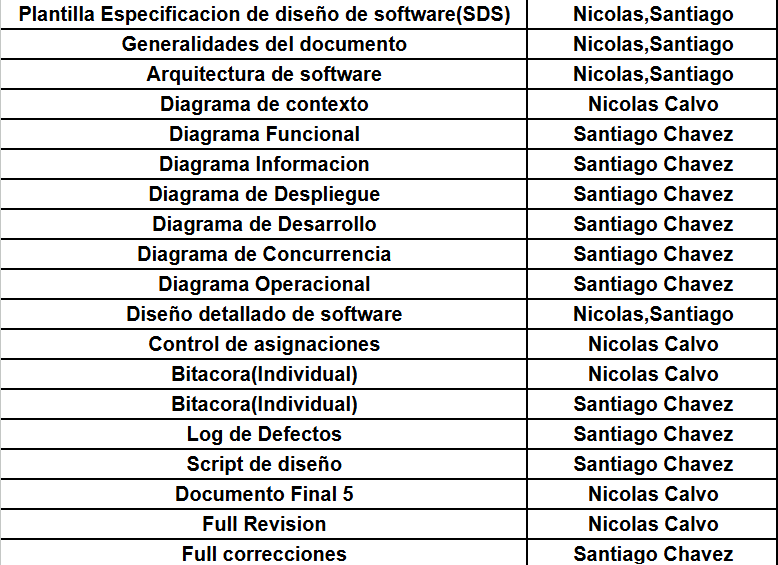 Plantilla Especificacion de diseño de software(SDS) Nicolas,Santiago
Generalidades del documento Nicolas,Santiago
Arquitectura de software Nicolas,Santiago
Diagrama de contexto Nicolas Calvo
Diagrama Funcional Santiago Chavez
Diagrama Informacion Santiago Chavez
Diagrama de Despliegue Santiago Chavez
Diagrama de Desarrollo Santiago Chavez
Diagrama de Concurrencia Santiago Chavez
Diagrama Operacional Santiago Chavez
Diseño detallado de software Nicolas,Santiago
Control de asignaciones Nicolas Calvo
Bitacora(Individual) Nicolas Calvo
Bitacora(Individual) Santiago Chavez
Log de Defectos Santiago Chavez
Script de diseño Santiago Chavez
Documento Final 5 Nicolas Calvo
Full Revision Nicolas Calvo
Full correcciones Santiago Chavez